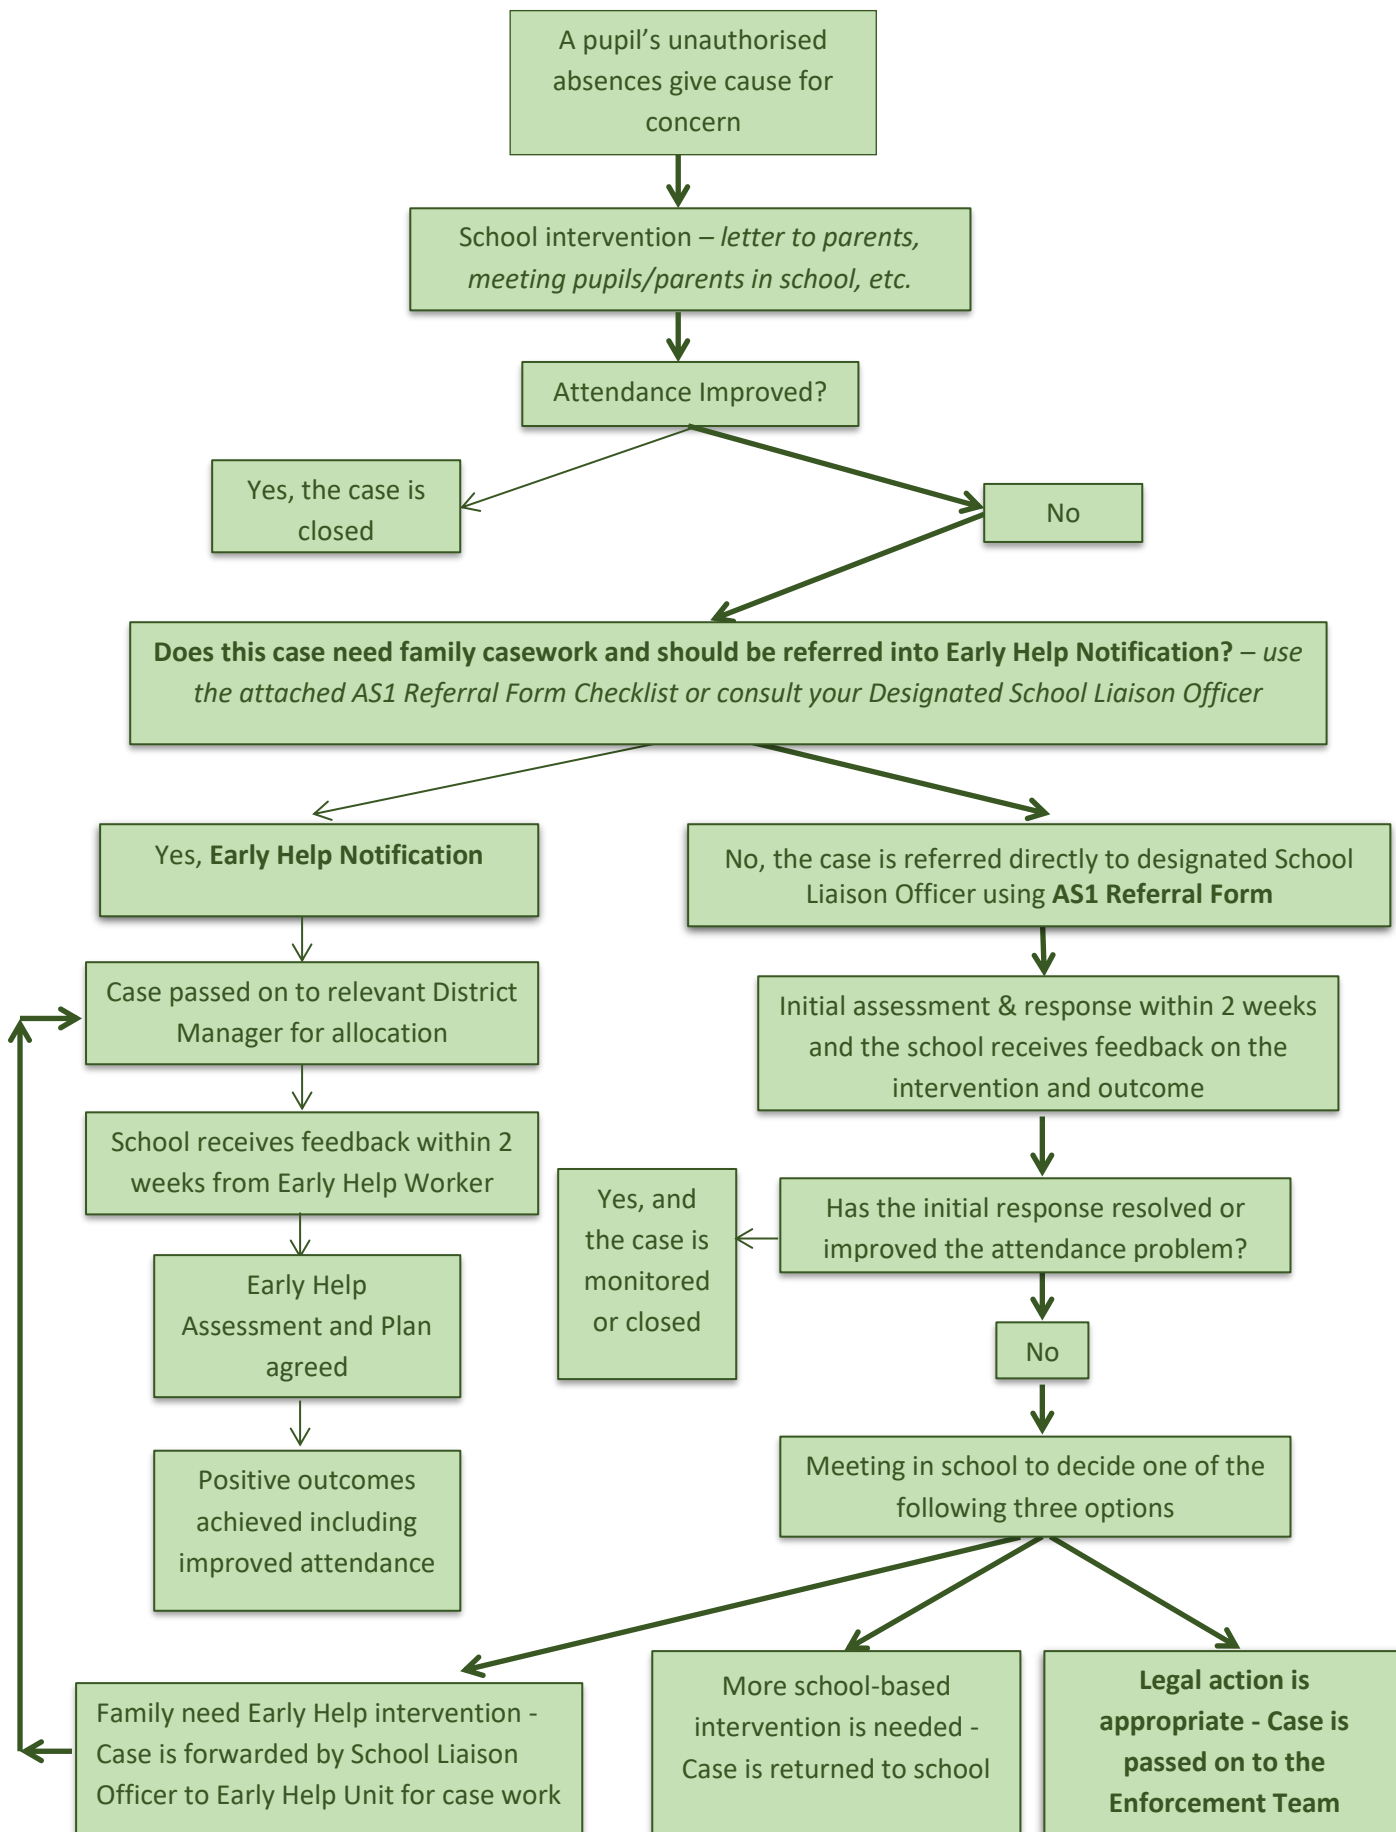 A pupil’s unauthorised
absences give cause for
concern
School intervention – letter to parents,
meeting pupils/parents in school, etc.
Attendance Improved?
Yes, the case is
closed
No
Does this case need family casework and should be referred into Early Help Notification? – use
the attached AS1 Referral Form Checklist or consult your Designated School Liaison Officer
Yes, Early Help Notification
No, the case is referred directly to designated School
Liaison Officer using AS1 Referral Form
Case passed on to relevant District
Manager for allocation
Initial assessment & response within 2 weeks
and the school receives feedback on the
intervention and outcome
School receives feedback within 2
weeks from Early Help Worker
Yes, and
the case is
monitored
or closed
Has the initial response resolved or
improved the attendance problem?
Early Help
Assessment and Plan
agreed
No
Positive outcomes
achieved including
improved attendance
Meeting in school to decide one of the
following three options
Family need Early Help intervention -
Case is forwarded by School Liaison
Officer to Early Help Unit for case work
More school-based
intervention is needed -
Case is returned to school
Legal action is
appropriate - Case is
passed on to the
Enforcement Team